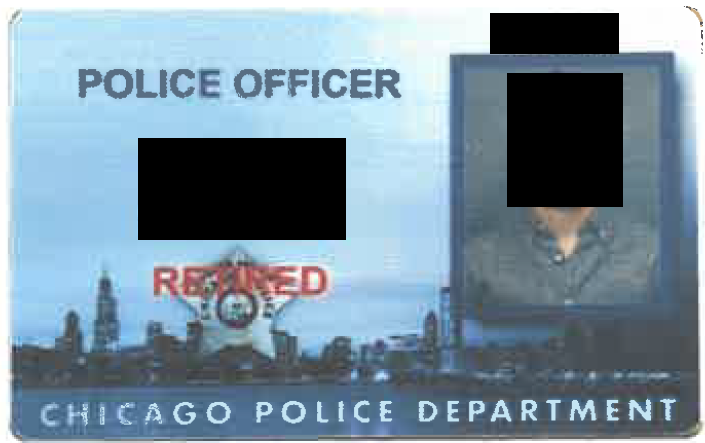 POLICE OFFICER
RETIRED
CHICAGO POLICE DEPARTMENT